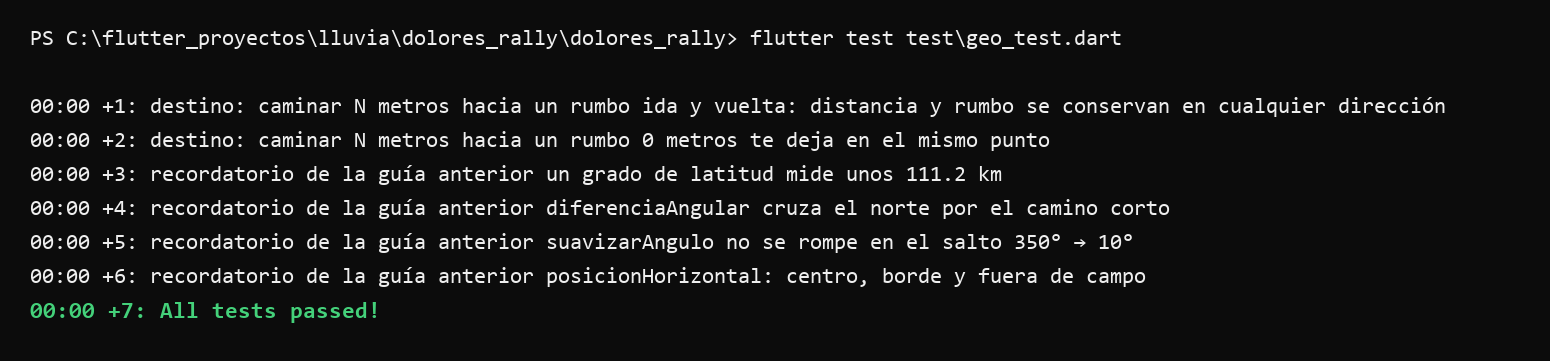 PS C:\flutter_proyectos\lluvia\dolores_rally\dolores_rally> flutter test test\geo_test.dart
00:00 +1: destino: caminar N metros hacia un rumbo ida y vuelta: distancia y rumbo se conservan en cualquier dirección
00:00 +2: destino: caminar N metros hacia un rumbo 0 metros te deja en el mismo punto
00:00 +3: recordatorio de la guía anterior un grado de latitud mide unos 111.2 km
00:00 +4: recordatorio de la guía anterior diferenciaAngular cruza el norte por el camino corto
00:00 +5: recordatorio de la guía anterior suavizarAngulo no se rompe en el salto 350° → 10°
00:00 +6: recordatorio de la guía anterior posicionHorizontal: centro, borde y fuera de campo
00:00 +7: All tests passed!